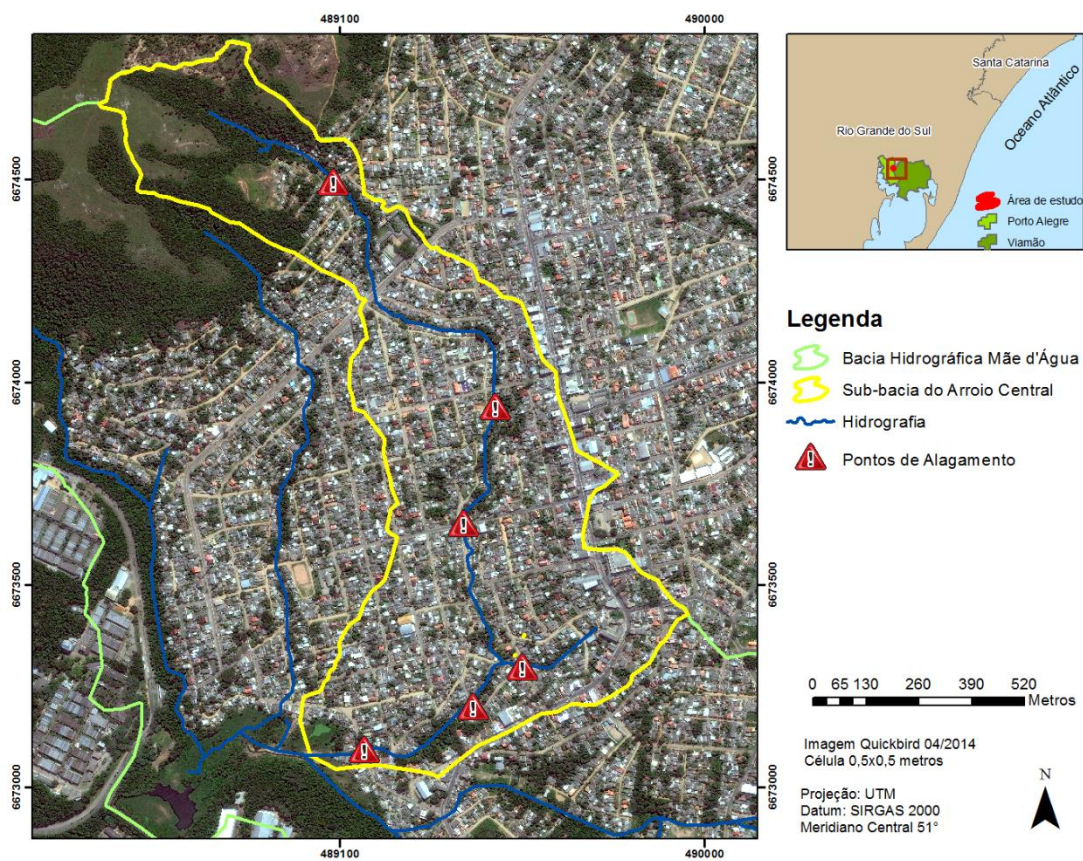 489100
490000
6674500
6674000
6673500
6673000
6674500
6674000
6673500
6673000
489100
490000
Santa Catarina
Rio Grande do Sul
Oceano Atlântico
Área de estudo
Porto Alegre
Viamão
Legenda
Bacia Hidrográfica Mãe d'Água
Sub-bacia do Arroio Central
Hidrografia
Pontos de Alagamento
0 65 130 260 390 520
Metros
Imagem Quickbird 04/2014
Célula 0,5x0,5 metros
Projeção: UTM
Datum: SIRGAS 2000
Meridiano Central 51°
N